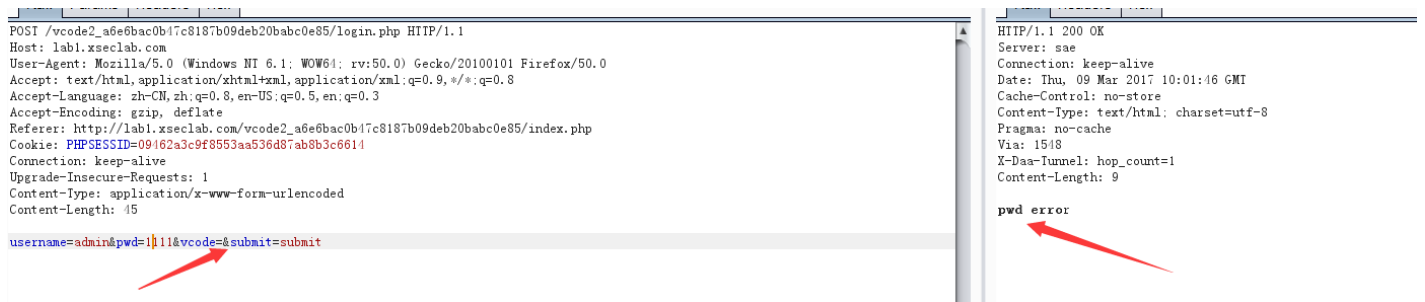 POST /vcode2_a6e6bac0b47c8187b09deb20babc0e85/login.php HTTP/1.1
Host: lab1.xseclab.com
User-Agent: Mozilla/5.0 (Windows NT 6.1; WOW64; rv:50.0) Gecko/20100101 Firefox/50.0
Accept: text/html,application/xhtml+xml,application/xml;q=0.9,*/*;q=0.8
Accept-Language: zh-CN,zh;q=0.8,en-US;q=0.5,en;q=0.3
Accept-Encoding: gzip, deflate
Referer: http://lab1.xseclab.com/vcode2_a6e6bac0b47c8187b09deb20babc0e85/index.php
Cookie: PHPSESSID=09462a3c9f8553aa536d87ab8b3c6614
Connection: keep-alive
Upgrade-Insecure-Requests: 1
Content-Type: application/x-www-form-urlencoded
Content-Length: 45
username=admin&pwd=1111&vcode=&submit=submit
HTTP/1.1 200 OK
Server: sae
Connection: keep-alive
Date: Thu, 09 Mar 2017 10:01:46 GMT
Cache-Control: no-store
Content-Type: text/html; charset=utf-8
Pragma: no-cache
Via: 1548
X-Daa-Tunnel: hop_count=1
Content-Length: 9
pwd error